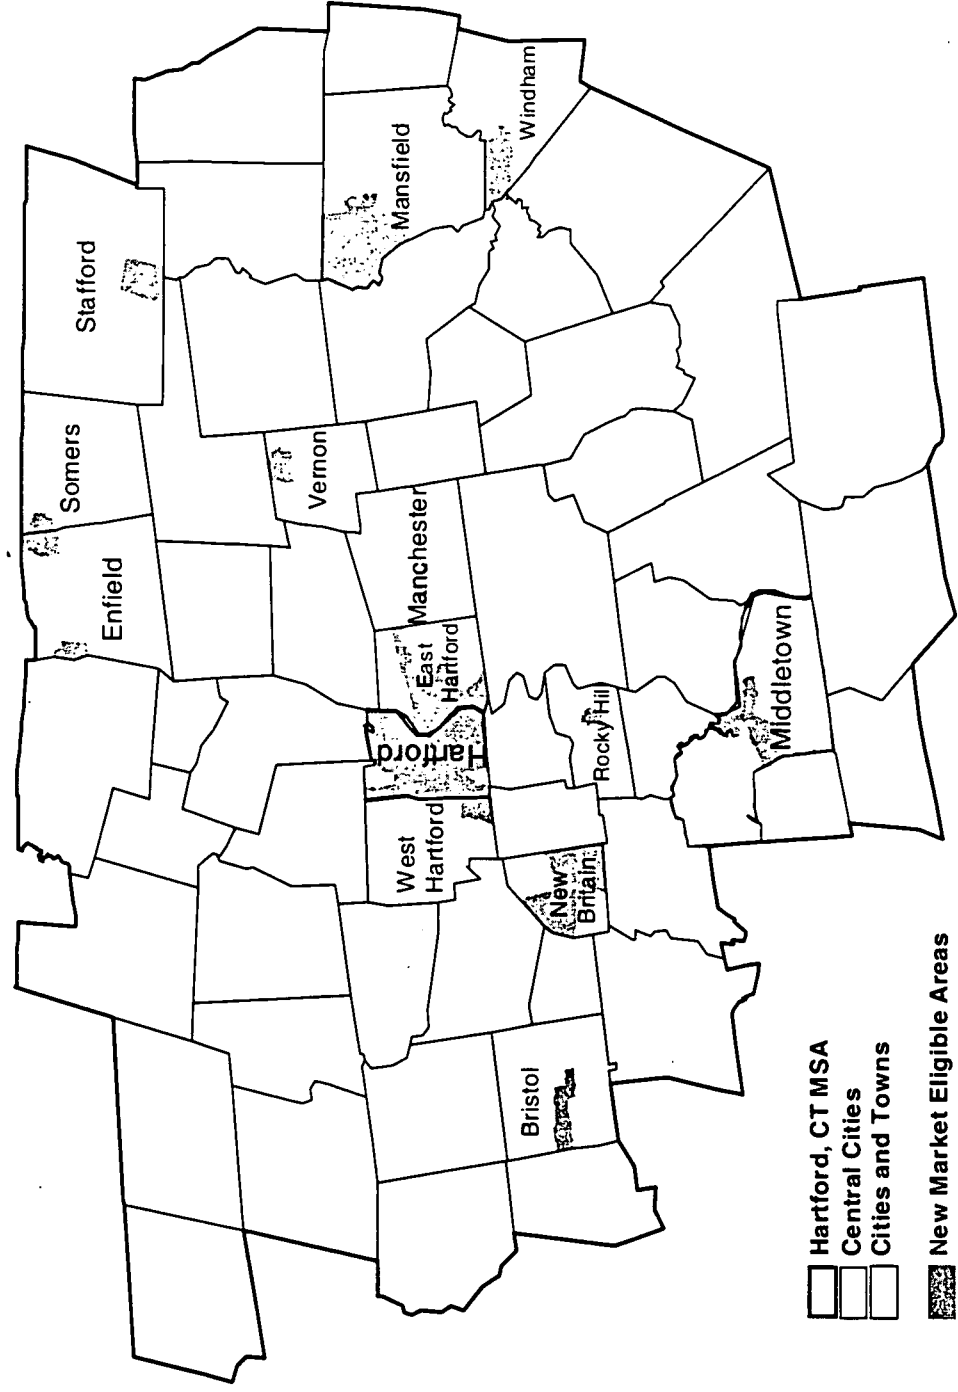 Stafford
Somers
Enfield
Mansfield
Windham
Vernon
Manchester
East
Hartford
Hartford
West
Hartford
Rocky Hill
New
Britain
Middletown
Bristol
Hartford, CT MSA
Central Cities
Cities and Towns
New Market Eligible Areas